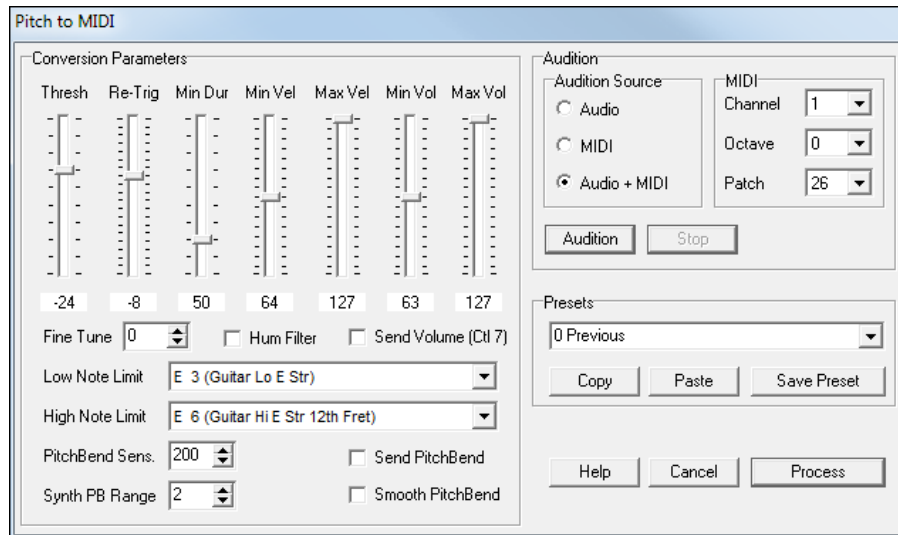 Pitch to MIDI
Conversion Parameters
Thresh Re-Trig Min Dur Min Vel Max Vel Min Vol Max Vol
-24 -8 50 64 127 63 127
Fine Tune 0 Hum Filter Send Volume (Ctl 7)
Low Note Limit E 3 (Guitar Lo E Str)
High Note Limit E 6 (Guitar Hi E Str 12th Fret)
PitchBend Sens. 200 Send PitchBend
Synth PB Range 2 Smooth PitchBend
Audition
Audition Source
Audio
MIDI
Audio + MIDI
MIDI
Channel 1
Octave 0
Patch 26
Audition Stop
Presets
0 Previous
Copy Paste Save Preset
Help Cancel Process